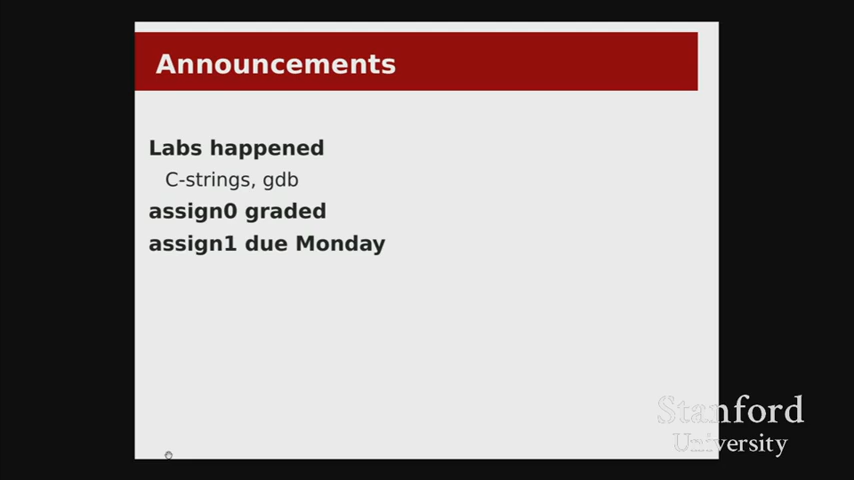 Announcements
Labs happened
C-strings, gdb
assign0 graded
assign1 due Monday
Stanford
University